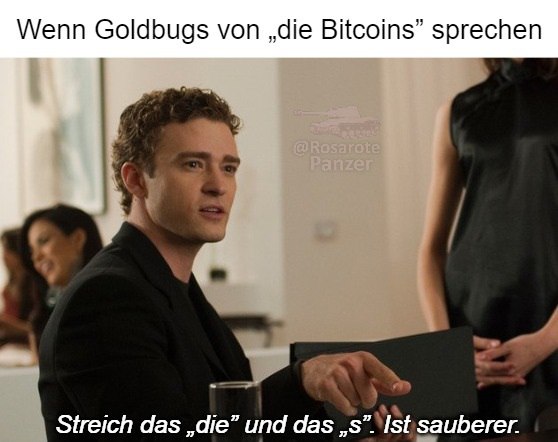 Wenn Goldbugs von „die Bitcoins” sprechen
@Rosarote
Panzer
Streich das „die” und das „s”. Ist sauberer.